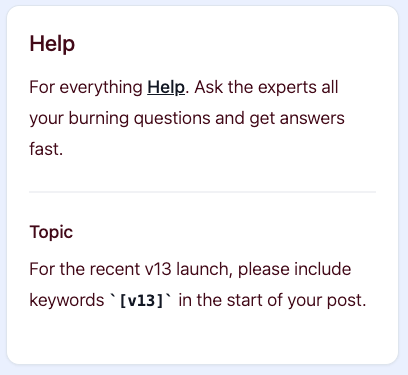 Help
For everything Help. Ask the experts all
your burning questions and get answers
fast.
Topic
For the recent v13 launch, please include
keywords `[v13]` in the start of your post.